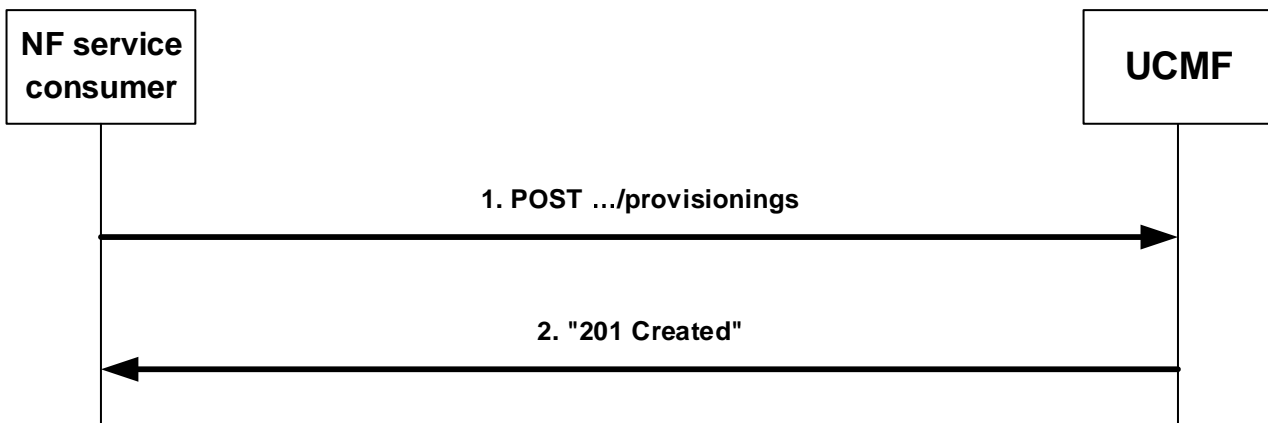 NF service
consumer
UCMF
1. POST …/provisionings
2. "201 Created"